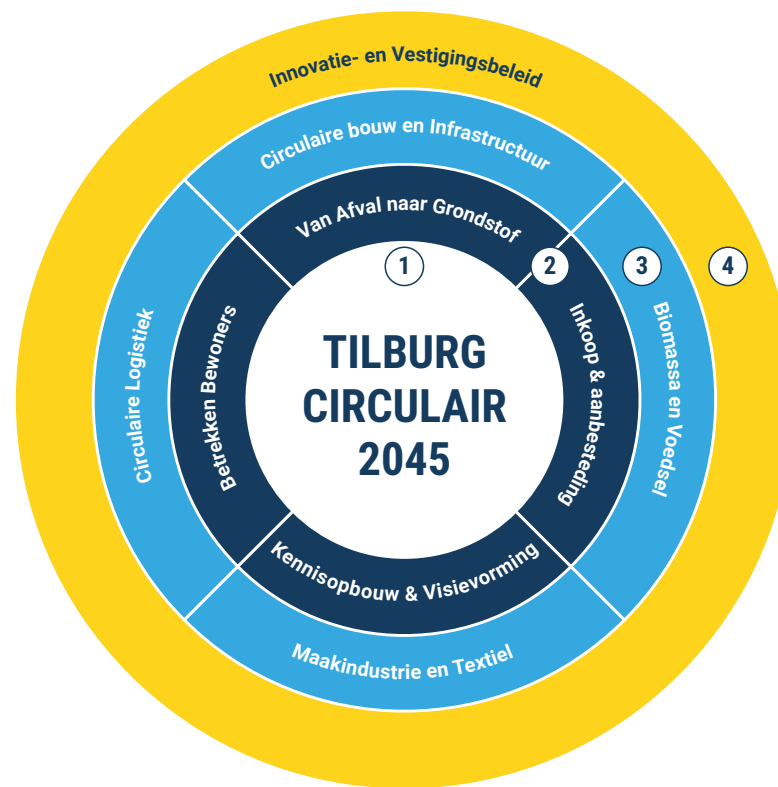 Innovatie- en Vestigingsbeleid
Circulaire bouw en Infrastructuur
Van Afval naar Grondstof
1
2
3
4
TILBURG
CIRCULAIR
2045
Circulaire Logistiek
Betrekken Bewoners
Inkoop & aanbesteding
Biomassa en Voedsel
Kennisopbouw & Visievorming
Maakindustrie en Textiel